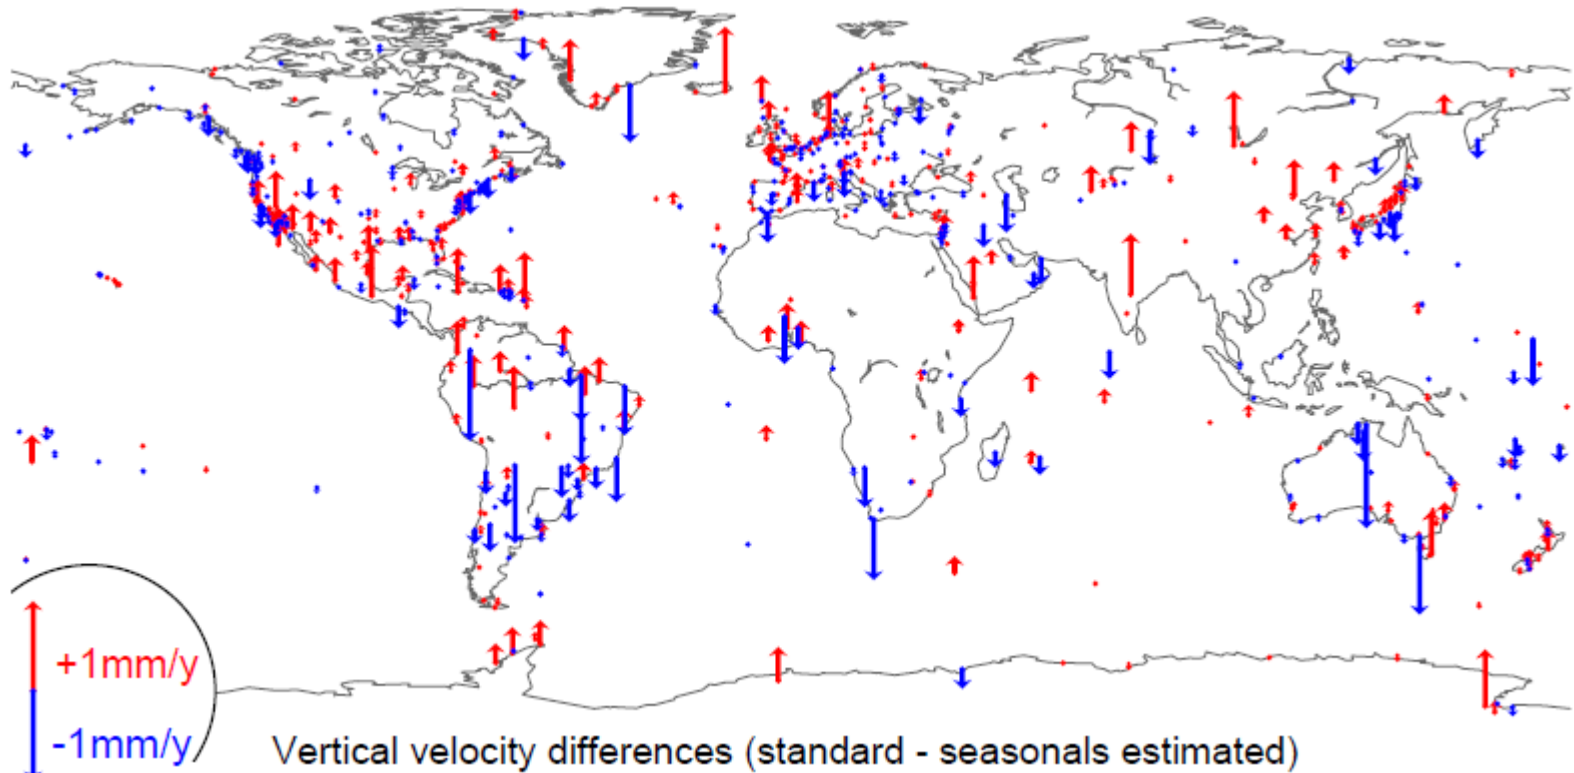 +1mm/y
-1mm/y
Vertical velocity differences (standard - seasonals estimated)